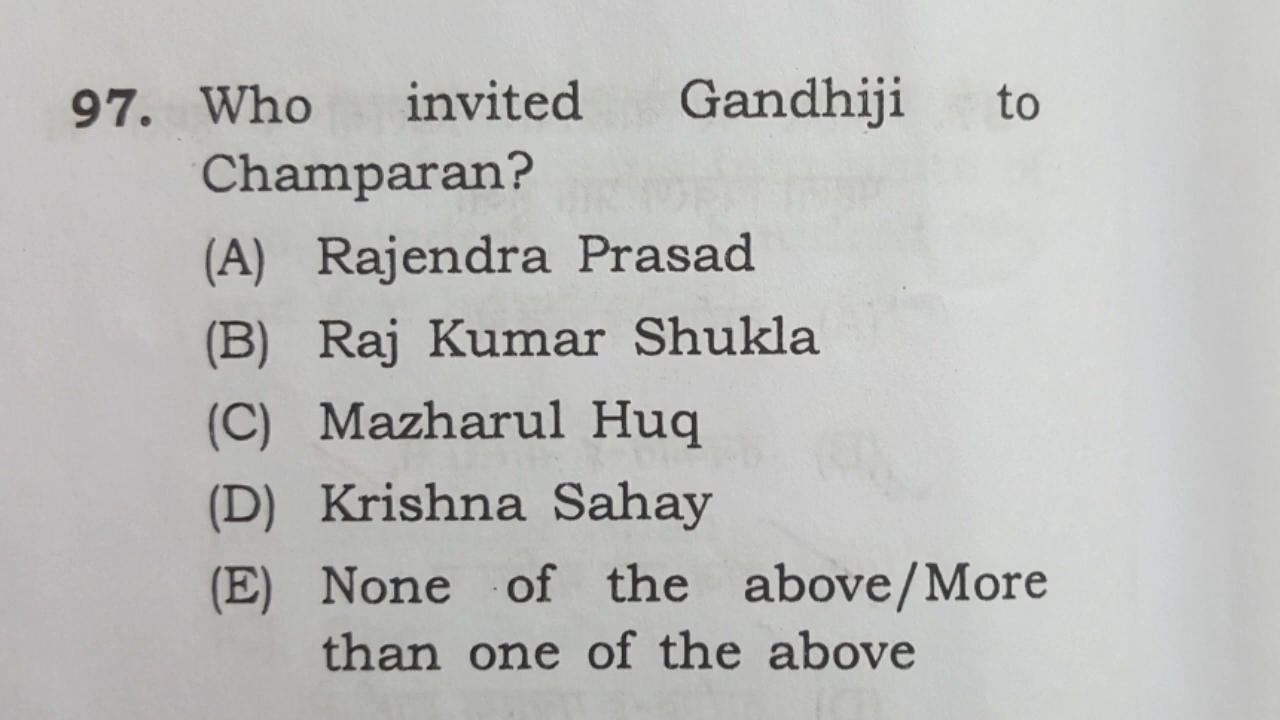 97. Who invited Gandhiji to
Champaran?
(A) Rajendra Prasad
(B) Raj Kumar Shukla
(C) Mazharul Huq
(D) Krishna Sahay
(E) None of the above/More
than one of the above